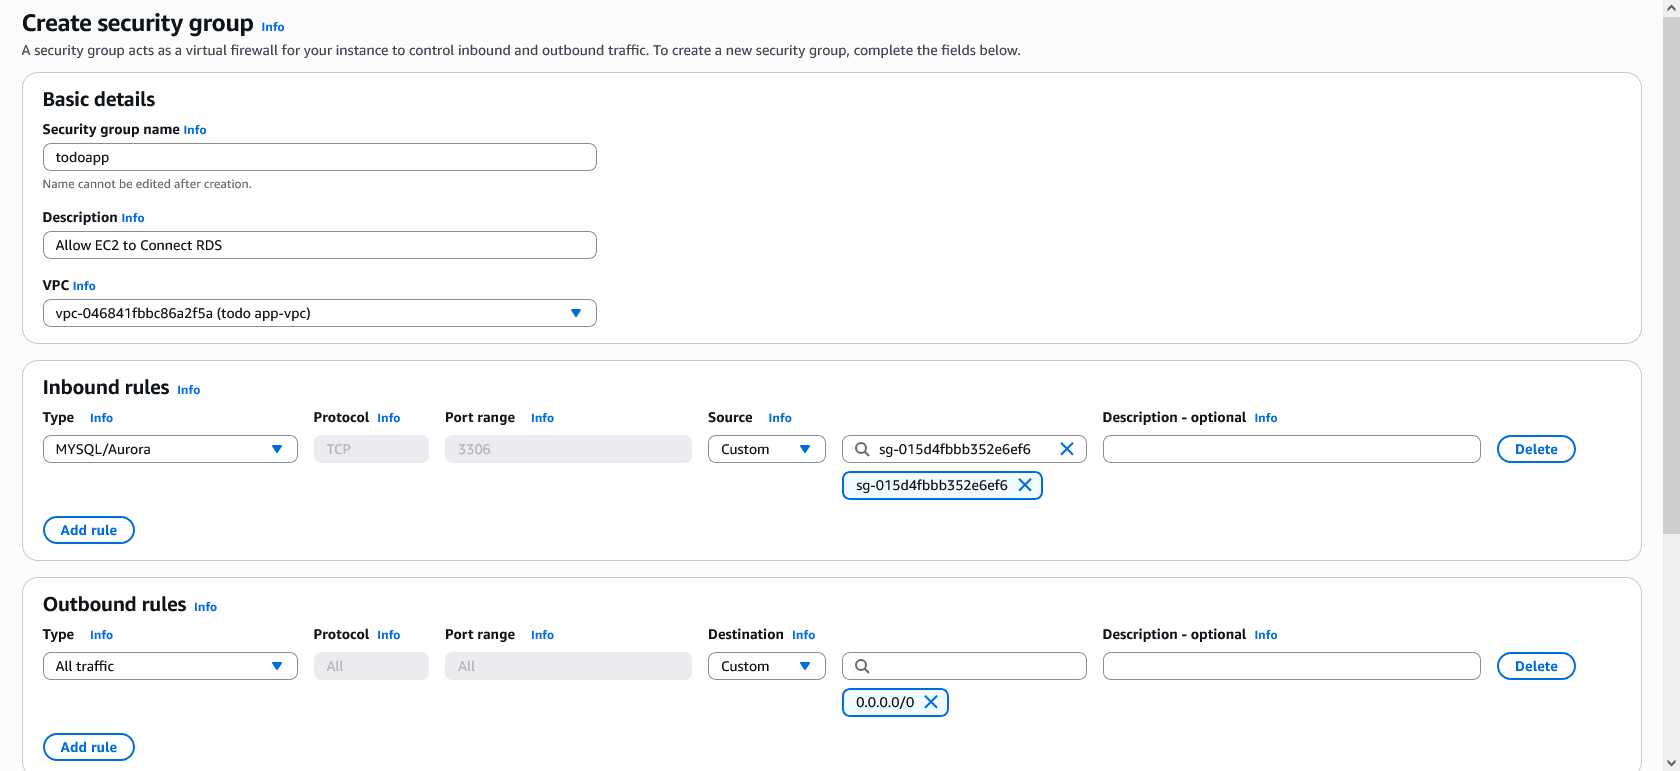 Create security group Info
A security group acts as a virtual firewall for your instance to control inbound and outbound traffic. To create a new security group, complete the fields below.
Basic details
Security group name Info
todoapp
Name cannot be edited after creation.
Description Info
Allow EC2 to Connect RDS
VPC Info
vpc-046841fbbc86a2f5a (todo app-vpc)
Inbound rules Info
Type Info Protocol Info Port range Info Source Info Description - optional Info
MYSQL/Aurora TCP 3306 Custom sg-015d4fbbb352e6ef6 Delete
sg-015d4fbbb352e6ef6
Add rule
Outbound rules Info
Type Info Protocol Info Port range Info Destination Info Description - optional Info
All traffic All All Custom Delete
0.0.0.0/0
Add rule